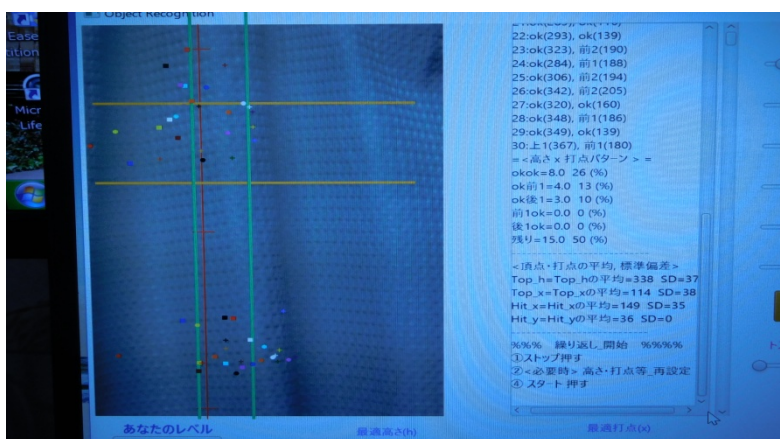 Object Recognition
Ease
tition
Micr
Life
22:ok(293), ok(139)
23:ok(323), 前2(190)
24:ok(284), 前1(188)
25:ok(306), 前2(194)
26:ok(342), 前2(205)
27:ok(320), ok(160)
28:ok(348), 前1(186)
29:ok(349), ok(139)
30:上1(367), 前1(180)
=<高さ x 打点パターン > =
okok=8.0 26 (%)
ok前1=4.0 13 (%)
ok後1=3.0 10 (%)
前1ok=0.0 0 (%)
後1ok=0.0 0 (%)
残り=15.0 50 (%)
<頂点・打点の平均, 標準偏差>
Top_h=Top_hの平均=338 SD=37
Top_x=Top_xの平均=114 SD=38
Hit_x=Hit_xの平均=149 SD=35
Hit_y=Hit_yの平均=36 SD=0
%%% 繰り返し_開始 %%%%
①ストップ押す
②<必要時> 高さ・打点等_再設定
④ スタート 押す
あなたのレベル
最適高さ(h)
最適打点(x)